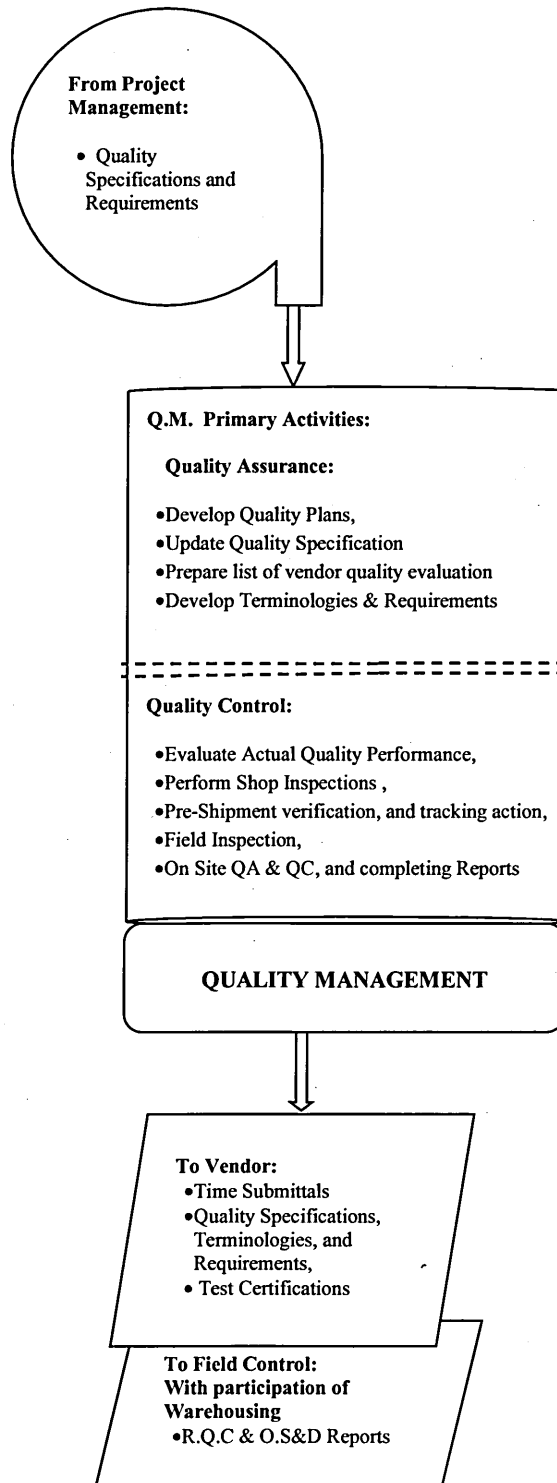 From Project
Management:
• Quality
Specifications and
Requirements
Q.M. Primary Activities:
Quality Assurance:
•Develop Quality Plans,
•Update Quality Specification
•Prepare list of vendor quality evaluation
•Develop Terminologies & Requirements
Quality Control:
•Evaluate Actual Quality Performance,
•Perform Shop Inspections ,
•Pre-Shipment verification, and tracking action,
•Field Inspection,
•On Site QA & QC, and completing Reports
QUALITY MANAGEMENT
To Vendor:
•Time Submittals
•Quality Specifications,
Terminologies, and
Requirements,
• Test Certifications
To Field Control:
With participation of
Warehousing
•R.Q.C & O.S&D Reports